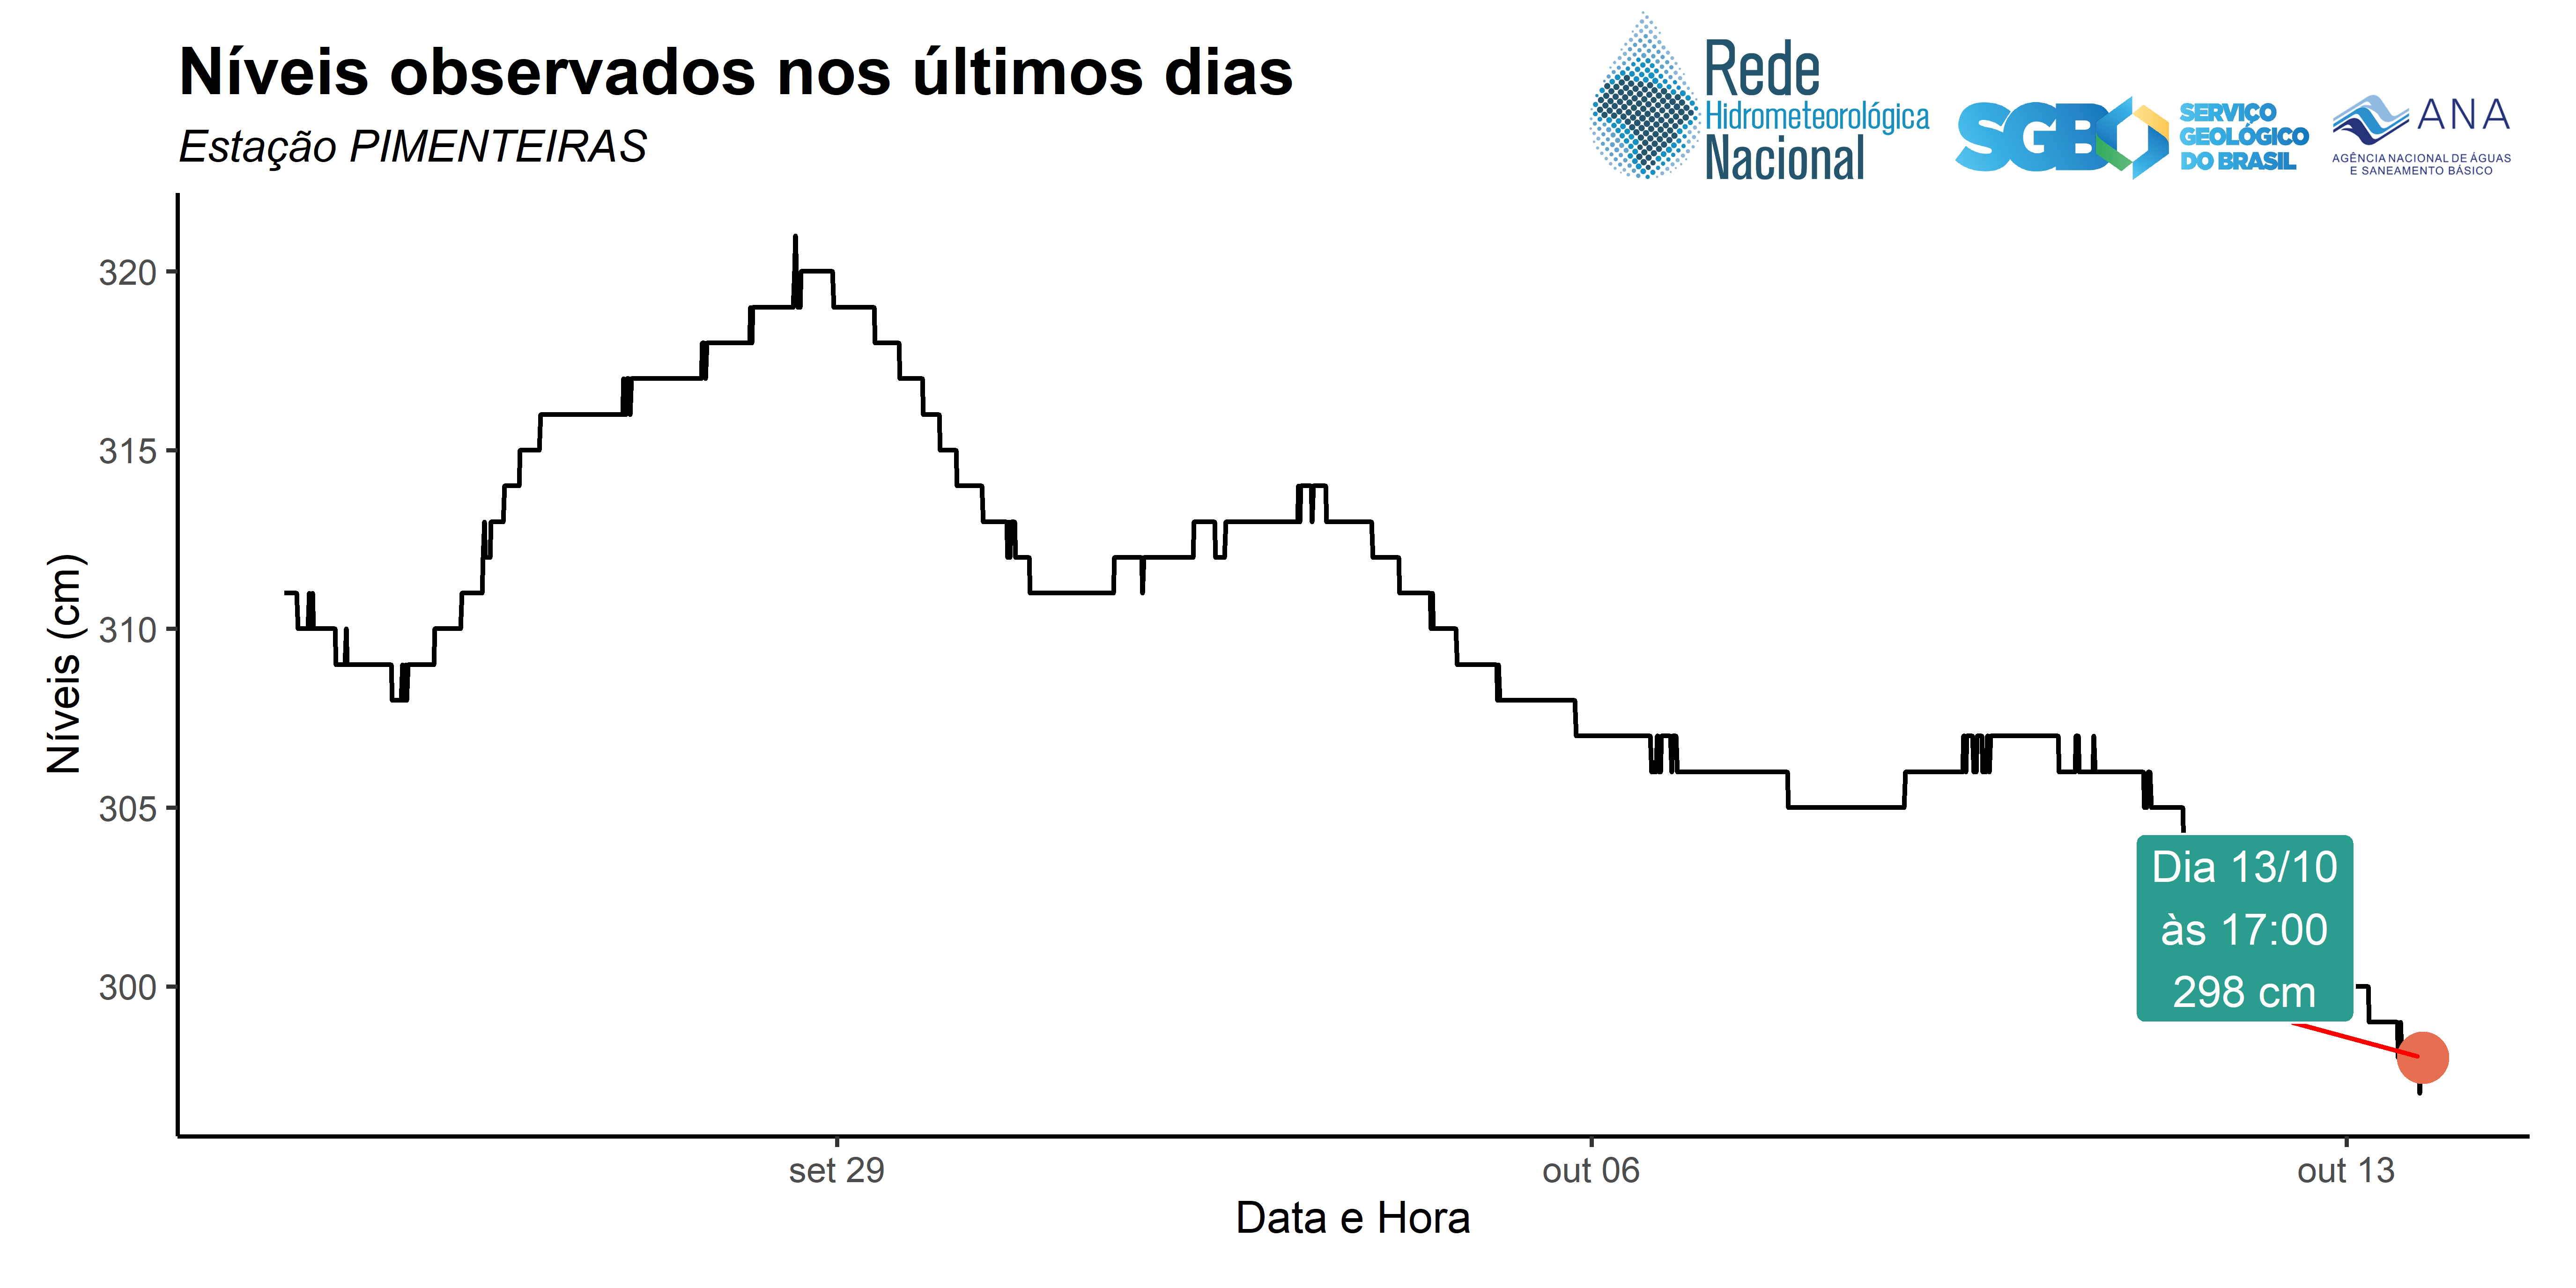 Níveis observados nos últimos dias
Estação PIMENTEIRAS
Rede
Hidrometeorológica
Nacional
SGB
SERVIÇO
GEOLÓGICO
DO BRASIL
ANA
AGÊNCIA NACIONAL DE ÁGUAS
E SANEAMENTO BÁSICO
Níveis (cm)
320
315
310
305
300
Dia 13/10
às 17:00
298 cm
set 29
out 06
out 13
Data e Hora